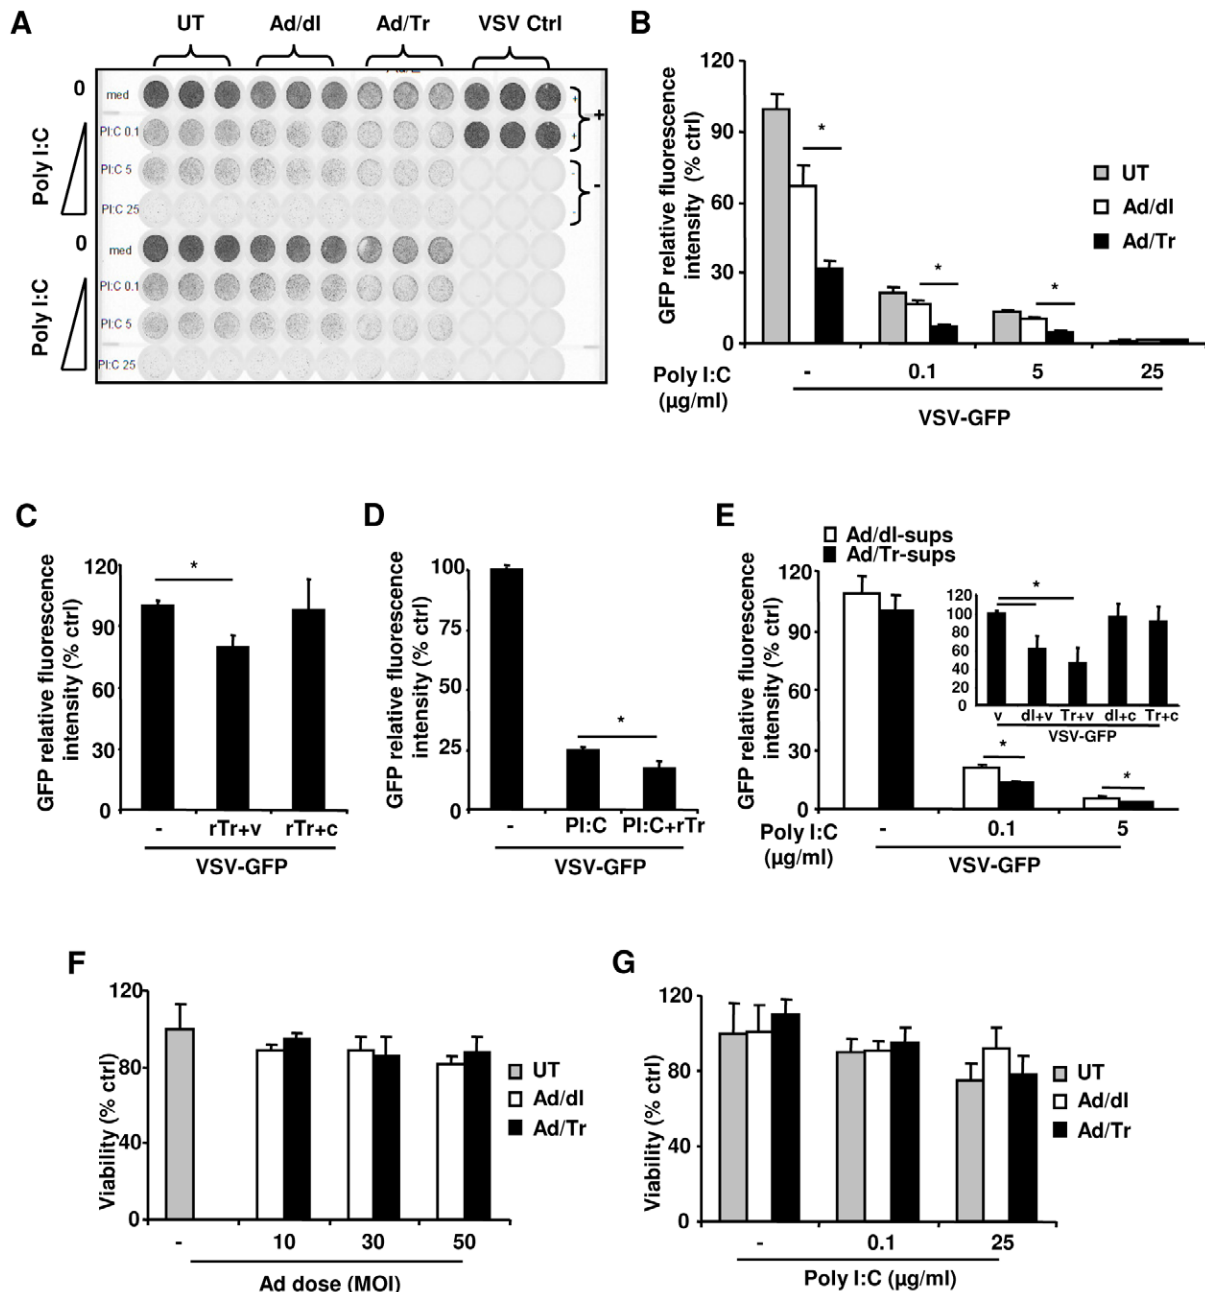 A
UT Ad/dl Ad/Tr VSV Ctrl
0 med + +
Poly I:C
PI:C 0.1 +
PI:C 5 - -
PI:C 25 -
0 med
Poly I:C
PI:C 0.1
PI:C 5
PI:C 25
B
GFP relative fluorescence
intensity (% ctrl)
120
90
60
30
0
* * *
UT
Ad/dl
Ad/Tr
Poly I:C - 0.1 5 25
(µg/ml)
VSV-GFP
C
GFP relative fluorescence
intensity (% ctrl)
120
90
60
30
0
*
- rTr+v rTr+c
VSV-GFP
D
GFP relative fluorescence
intensity (% ctrl)
100
75
50
25
0
*
- PI:C PI:C+rTr
VSV-GFP
E
Ad/dl-sups
Ad/Tr-sups
GFP relative fluorescence
intensity (% ctrl)
120
90
60
30
0
* *
120
100
80
60
40
20
0
*
v dl+v Tr+v dl+c Tr+c
VSV-GFP
Poly I:C - 0.1 5
(µg/ml)
VSV-GFP
F
Viability (% ctrl)
120
80
40
0
UT
Ad/dl
Ad/Tr
- 10 30 50
Ad dose (MOI)
G
Viability (% ctrl)
120
80
40
0
UT
Ad/dl
Ad/Tr
- 0.1 25
Poly I:C (µg/ml)